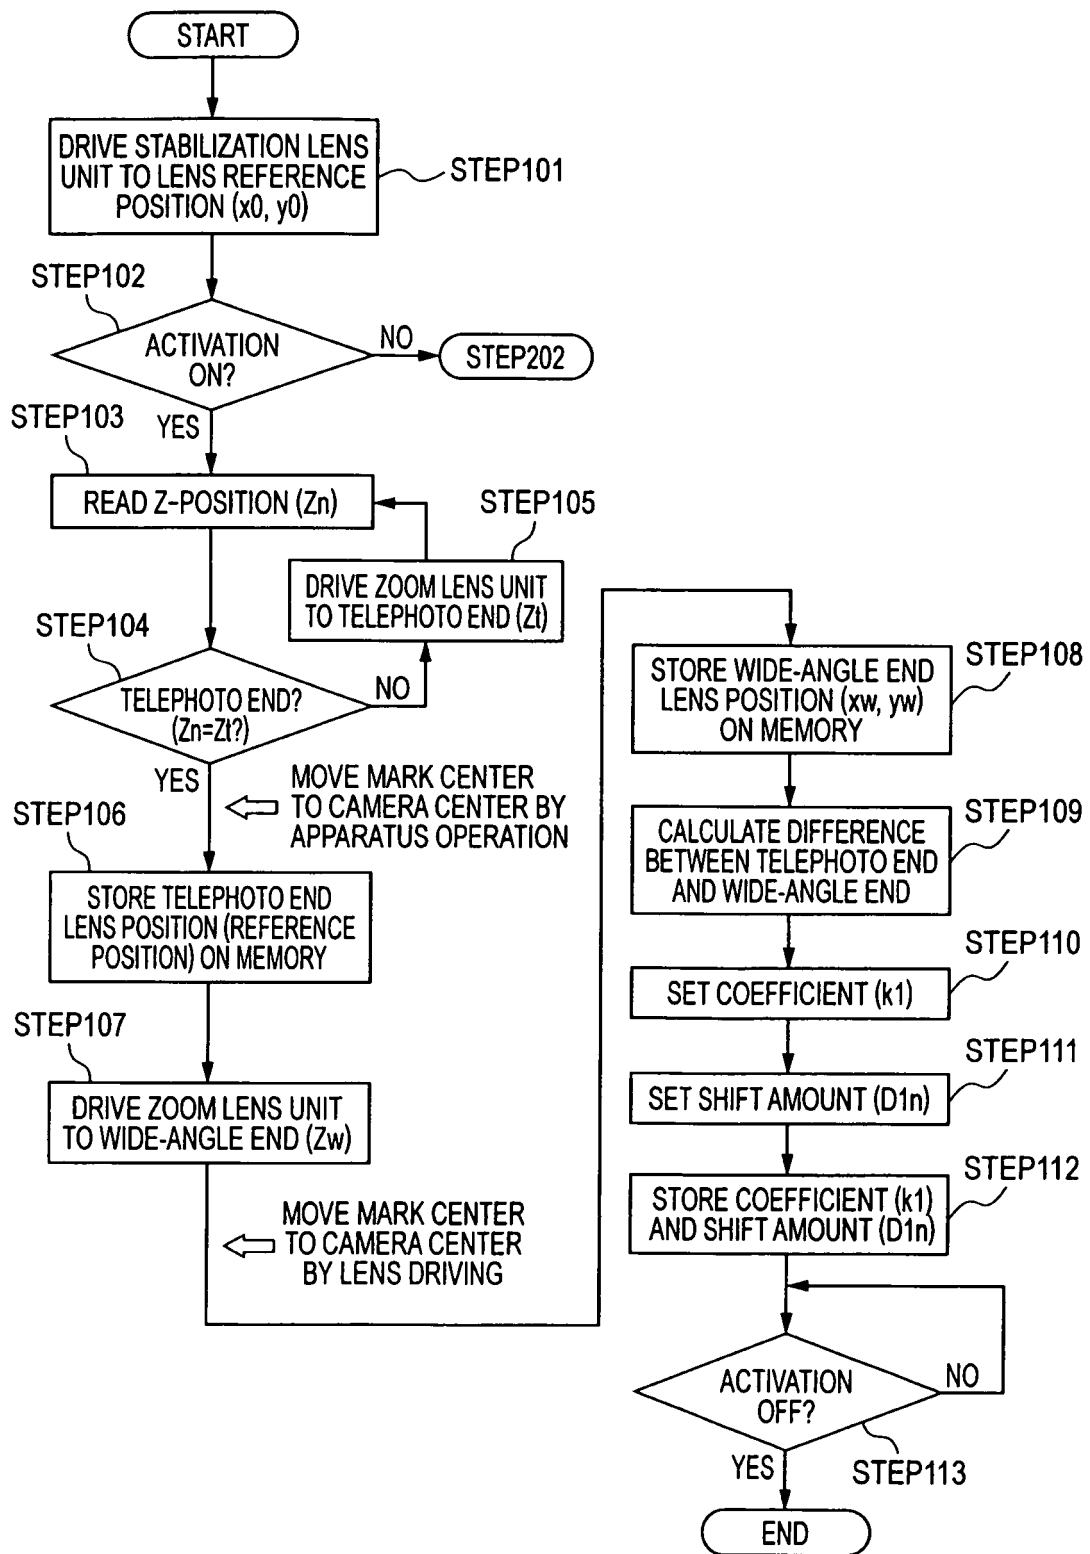 START
DRIVE STABILIZATION LENS
UNIT TO LENS REFERENCE
POSITION (x0, y0)
STEP101
STEP102
ACTIVATION
ON?
NO
STEP202
YES
STEP103
READ Z-POSITION (Zn)
STEP105
DRIVE ZOOM LENS UNIT
TO TELEPHOTO END (Zt)
STEP104
TELEPHOTO END?
(Zn=Zt?)
NO
YES
MOVE MARK CENTER
TO CAMERA CENTER BY
APPARATUS OPERATION
STEP106
STORE TELEPHOTO END
LENS POSITION (REFERENCE
POSITION) ON MEMORY
STEP107
DRIVE ZOOM LENS UNIT
TO WIDE-ANGLE END (Zw)
MOVE MARK CENTER
TO CAMERA CENTER
BY LENS DRIVING
STEP108
STORE WIDE-ANGLE END
LENS POSITION (xw, yw)
ON MEMORY
STEP109
CALCULATE DIFFERENCE
BETWEEN TELEPHOTO END
AND WIDE-ANGLE END
STEP110
SET COEFFICIENT (k1)
STEP111
SET SHIFT AMOUNT (D1n)
STEP112
STORE COEFFICIENT (k1)
AND SHIFT AMOUNT (D1n)
ACTIVATION
OFF?
NO
STEP113
YES
END